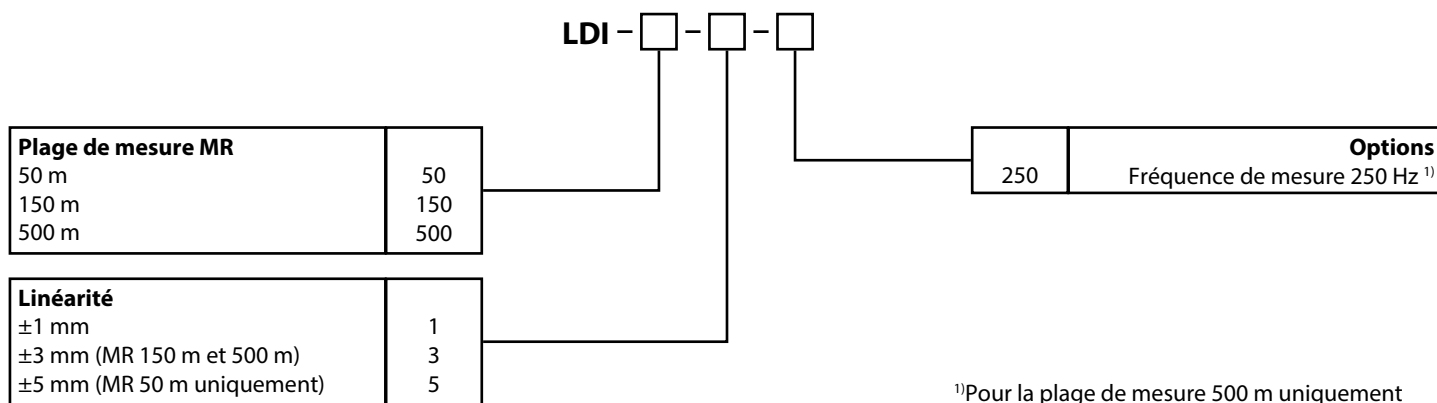 LDI – – –
Plage de mesure MR
50 m 50
150 m 150
500 m 500
Options
250 Fréquence de mesure 250 Hz 1)
Linéarité
±1 mm 1
±3 mm (MR 150 m et 500 m) 3
±5 mm (MR 50 m uniquement) 5
1)Pour la plage de mesure 500 m uniquement